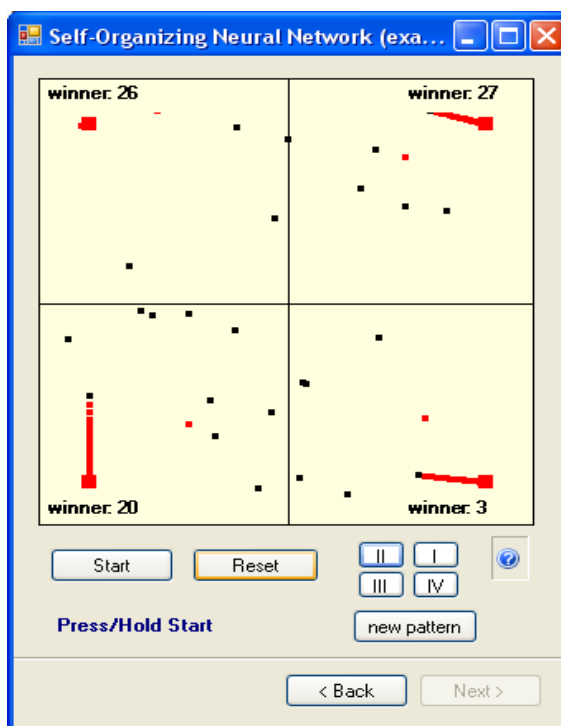 Self-Organizing Neural Network (exa...
winner: 26 winner: 27
winner: 20 winner: 3
Start Reset II I
III IV
Press/Hold Start new pattern
< Back Next >